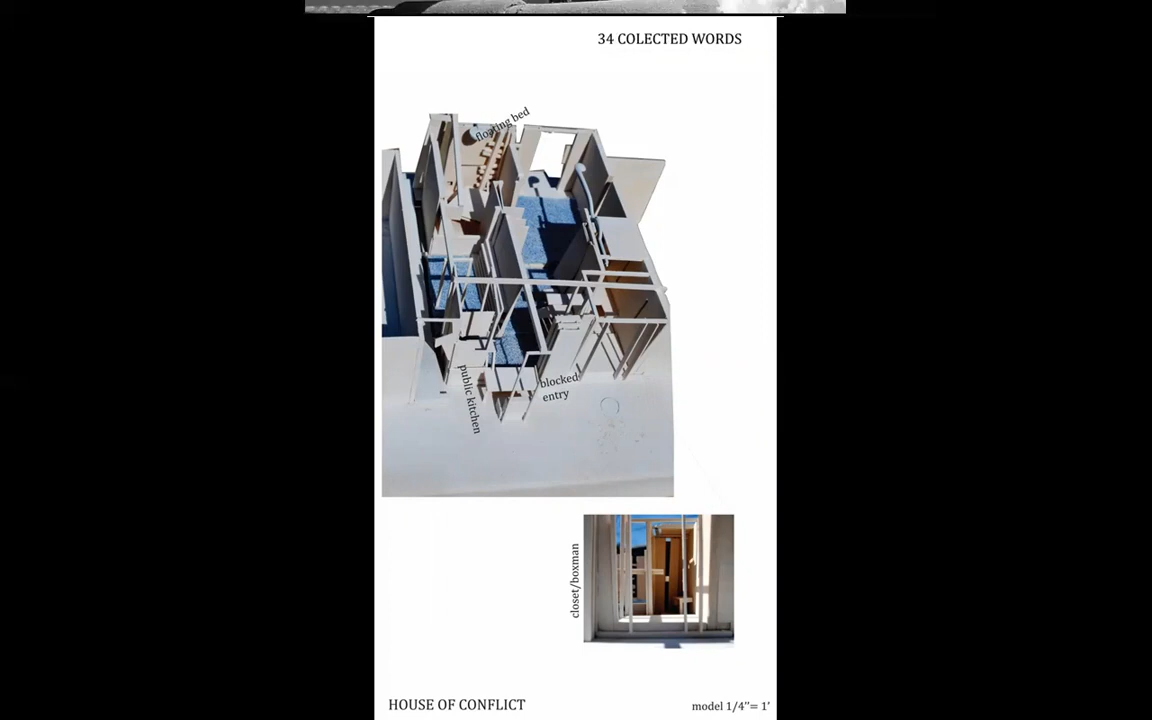 34 COLECTED WORDS
floating bed
public kitchen
blocked
entry
closet/boxman
HOUSE OF CONFLICT
model 1/4"= 1'